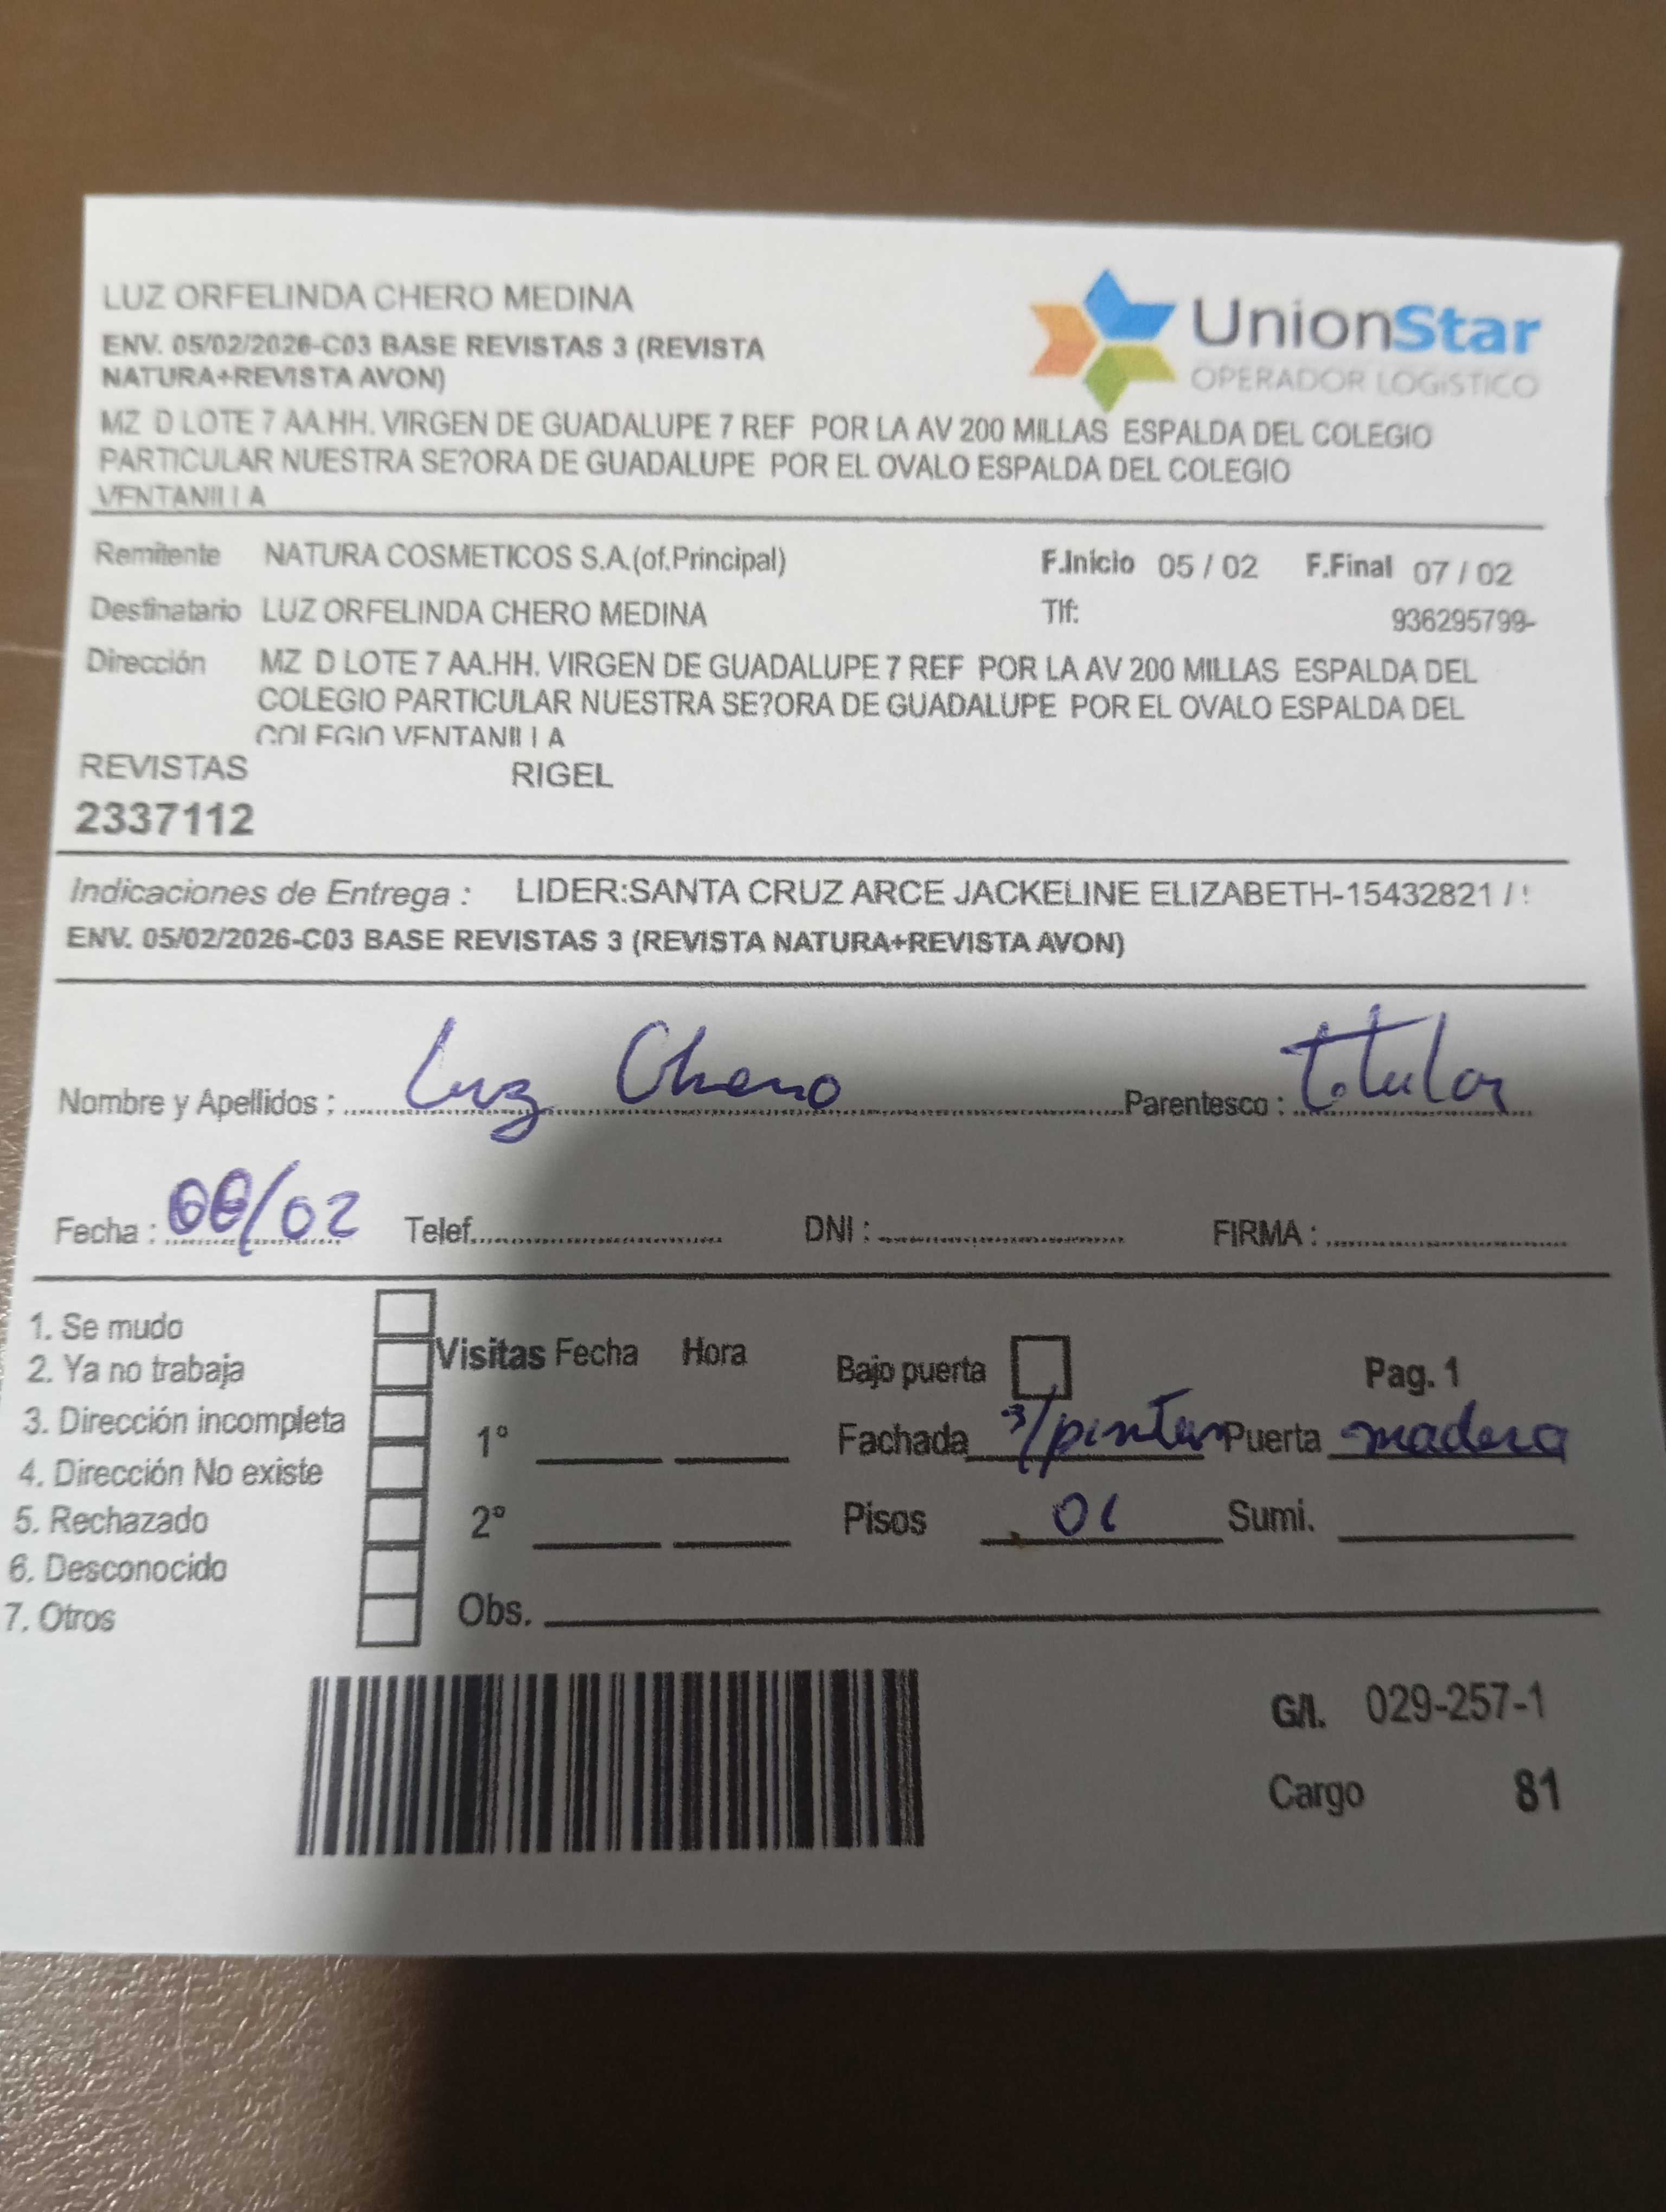 LUZ ORFELINDA CHERO MEDINA
UnionStar
OPERADOR LOGíSTICO
ENV. 05/02/2026-C03 BASE REVISTAS 3 (REVISTA
NATURA+REVISTA AVON)
MZ D LOTE 7 AA.HH. VIRGEN DE GUADALUPE 7 REF POR LA AV 200 MILLAS ESPALDA DEL COLEGIO
PARTICULAR NUESTRA SE?ORA DE GUADALUPE POR EL OVALO ESPALDA DEL COLEGIO
VENTANILLA
Remitente NATURA COSMETICOS S.A.(of.Principal) F.Inicio 05 / 02 F.Final 07 / 02
Destinatario LUZ ORFELINDA CHERO MEDINA Tlf: 936295799-
Dirección MZ D LOTE 7 AA.HH. VIRGEN DE GUADALUPE 7 REF POR LA AV 200 MILLAS ESPALDA DEL
COLEGIO PARTICULAR NUESTRA SE?ORA DE GUADALUPE POR EL OVALO ESPALDA DEL
COLEGIO VENTANILLA
REVISTAS RIGEL
2337112
Indicaciones de Entrega : LIDER:SANTA CRUZ ARCE JACKELINE ELIZABETH-15432821 /
ENV. 05/02/2026-C03 BASE REVISTAS 3 (REVISTA NATURA+REVISTA AVON)
Nombre y Apellidos : Luz Chero Parentesco : titular
Fecha : /02 Telef. DNI : FIRMA :
1. Se mudo
2. Ya no trabaja
3. Dirección incompleta
4. Dirección No existe
5. Rechazado
6. Desconocido
7. Otros
Visitas Fecha Hora Bajo puerta Pag. 1
1° Fachada s/pintar Puerta madera
2° Pisos 01 Sumi.
Obs.
G/I. 029-257-1
Cargo 81